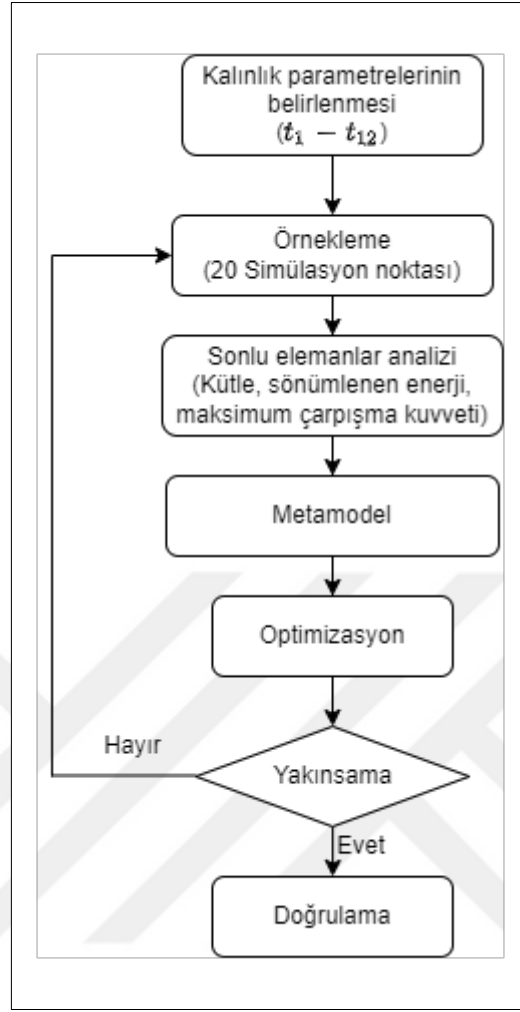 Kalınlık parametrelerinin
belirlenmesi
(t₁ − t₁₂)
Örnekleme
(20 Simülasyon noktası)
Sonlu elemanlar analizi
(Kütle, sönümlenen enerji,
maksimum çarpışma kuvveti)
Metamodel
Optimizasyon
Hayır
Yakınsama
Evet
Doğrulama